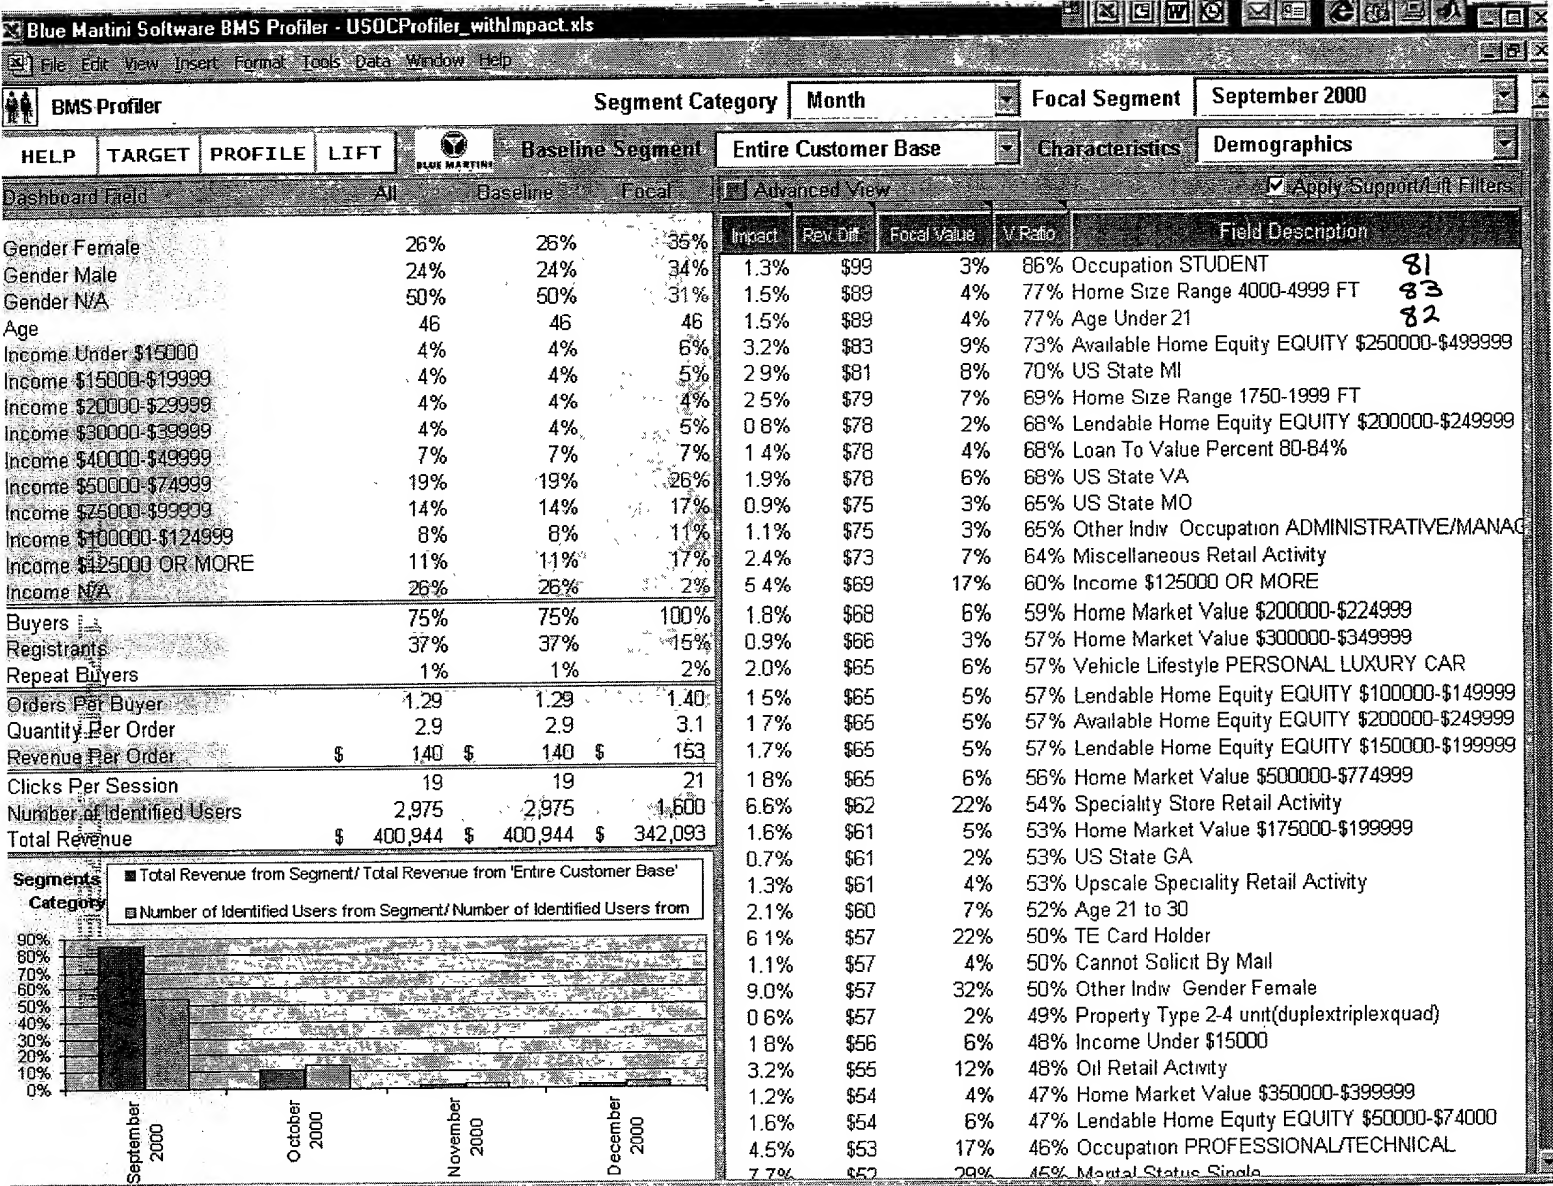 Blue Martini Software BMS Profiler - USOCProfiler_withImpact.xls
File Edit View Insert Format Tools Data Window Help
BMS Profiler Segment Category Month Focal Segment September 2000
HELP TARGET PROFILE LIFT BLUE MARTINI Baseline Segment Entire Customer Base Characteristics Demographics
Dashboard Field All Baseline Focal Advanced View Apply Support/Lift Filters
Impact Rev. Diff Focal Value V.Ratio Field Description
Gender Female 26% 26% 35%
Gender Male 24% 24% 34%
Gender N/A 50% 50% 31%
Age 46 46 46
Income Under $15000 4% 4% 6%
Income $15000-$19999 4% 4% 5%
Income $20000-$29999 4% 4% 4%
Income $30000-$39999 4% 4% 5%
Income $40000-$49999 7% 7% 7%
Income $50000-$74999 19% 19% 26%
Income $75000-$99999 14% 14% 17%
Income $100000-$124999 8% 8% 11%
Income $125000 OR MORE 11% 11% 17%
Income N/A 26% 26% 2%
Buyers 75% 75% 100%
Registrants 37% 37% 15%
Repeat Buyers 1% 1% 2%
Orders Per Buyer 1.29 1.29 1.40
Quantity Per Order 2.9 2.9 3.1
Revenue Per Order $ 140 $ 140 $ 153
Clicks Per Session 19 19 21
Number of Identified Users 2,975 2,975 1,600
Total Revenue $ 400,944 $ 400,944 $ 342,093
1.3% $99 3% 86% Occupation STUDENT 81
1.5% $89 4% 77% Home Size Range 4000-4999 FT 83
1.5% $89 4% 77% Age Under 21 82
3.2% $83 9% 73% Available Home Equity EQUITY $250000-$499999
2 9% $81 8% 70% US State MI
2 5% $79 7% 69% Home Size Range 1750-1999 FT
0 8% $78 2% 68% Lendable Home Equity EQUITY $200000-$249999
1 4% $78 4% 68% Loan To Value Percent 80-84%
1.9% $78 6% 68% US State VA
0.9% $75 3% 65% US State MO
1.1% $75 3% 65% Other Indiv Occupation ADMINISTRATIVE/MANAG
2.4% $73 7% 64% Miscellaneous Retail Activity
5 4% $69 17% 60% Income $125000 OR MORE
1.8% $68 6% 59% Home Market Value $200000-$224999
0.9% $66 3% 57% Home Market Value $300000-$349999
2.0% $65 6% 57% Vehicle Lifestyle PERSONAL LUXURY CAR
1 5% $65 5% 57% Lendable Home Equity EQUITY $100000-$149999
1 7% $65 5% 57% Available Home Equity EQUITY $200000-$249999
1.7% $65 5% 57% Lendable Home Equity EQUITY $150000-$199999
1 8% $65 6% 56% Home Market Value $500000-$774999
6.6% $62 22% 54% Speciality Store Retail Activity
1.6% $61 5% 53% Home Market Value $175000-$199999
0.7% $61 2% 53% US State GA
1.3% $61 4% 53% Upscale Speciality Retail Activity
2.1% $60 7% 52% Age 21 to 30
6 1% $57 22% 50% TE Card Holder
1.1% $57 4% 50% Cannot Solicit By Mail
9.0% $57 32% 50% Other Indiv Gender Female
0 6% $57 2% 49% Property Type 2-4 unit(duplextriplexquad)
1 8% $56 6% 48% Income Under $15000
3.2% $55 12% 48% Oil Retail Activity
1.2% $54 4% 47% Home Market Value $350000-$399999
1.6% $54 6% 47% Lendable Home Equity EQUITY $50000-$74000
4.5% $53 17% 46% Occupation PROFESSIONAL/TECHNICAL
7.7% $52 29% 45% Marital Status Single
Segments Category
Total Revenue from Segment/Total Revenue from 'Entire Customer Base'
Number of Identified Users from Segment/Number of Identified Users from
90%
80%
70%
60%
50%
40%
30%
20%
10%
0%
September 2000
October 2000
November 2000
December 2000